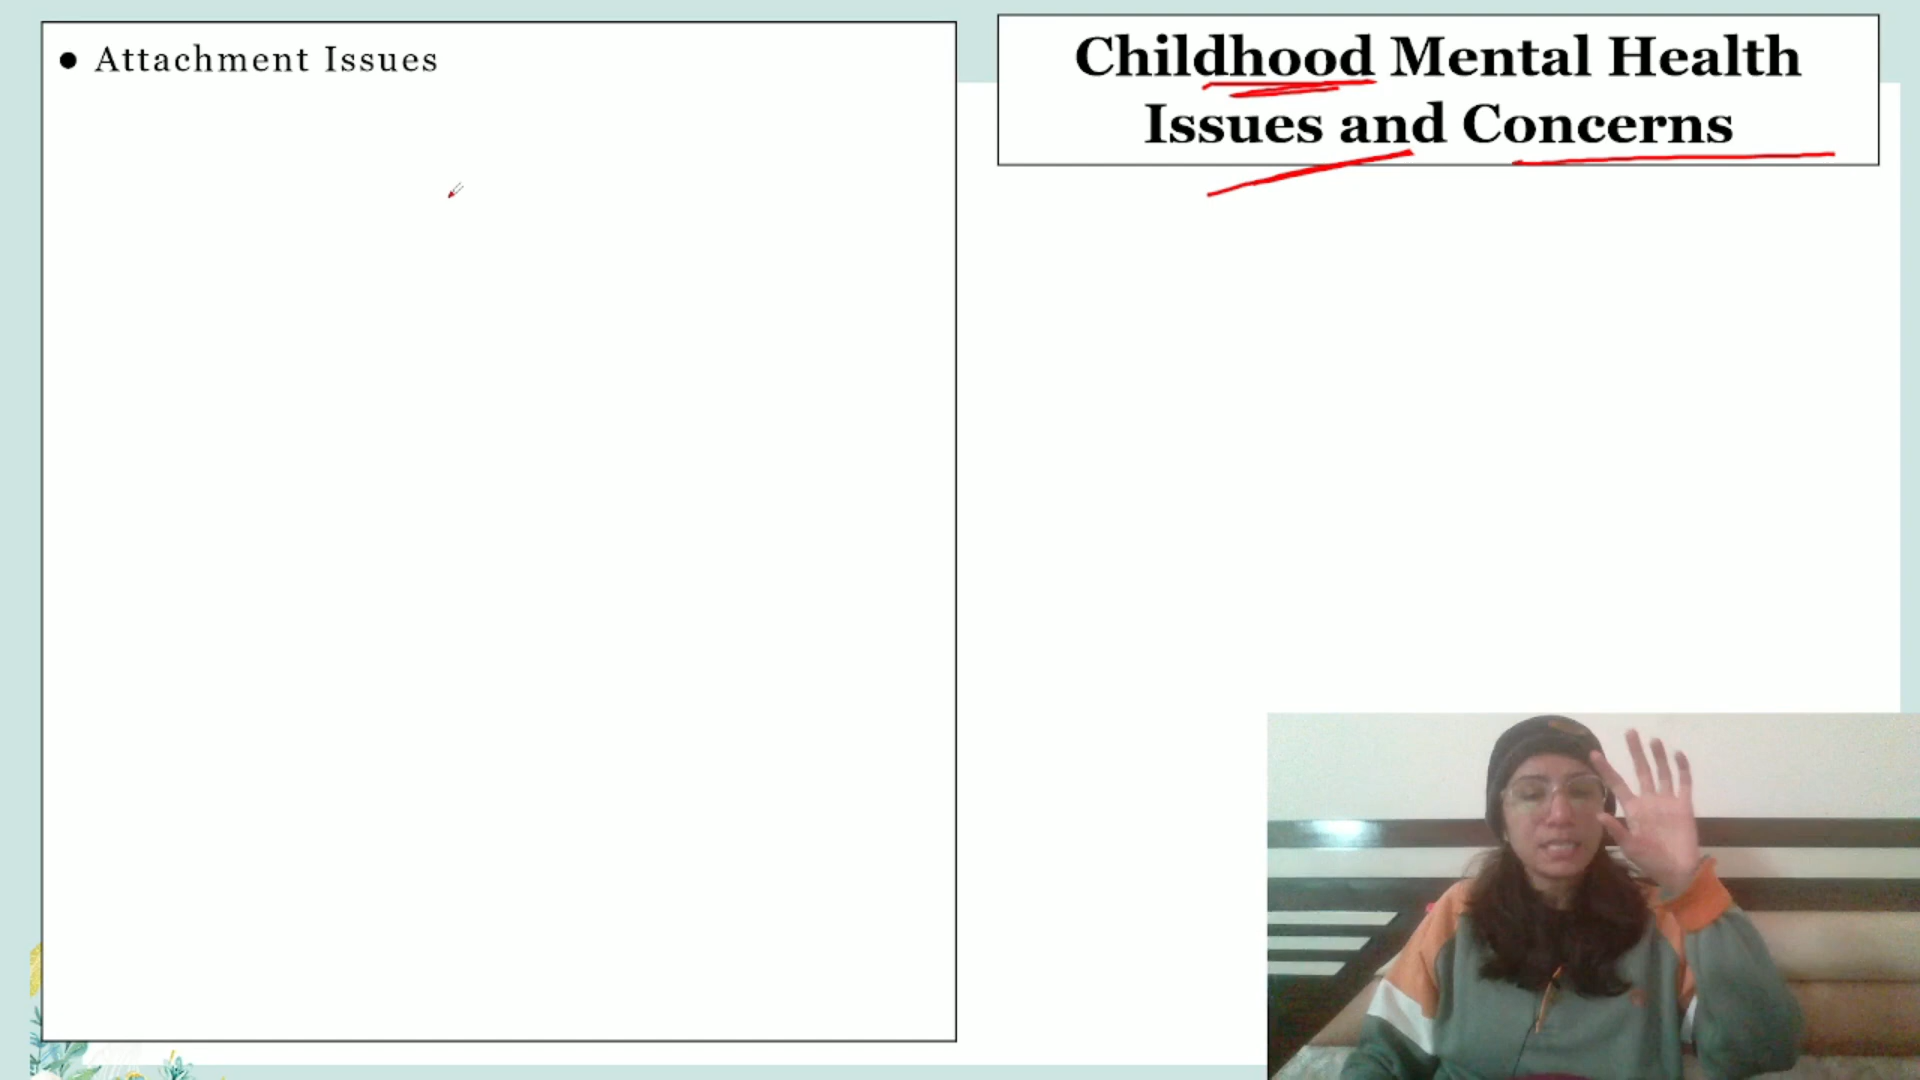 ● Attachment Issues
Childhood Mental Health
Issues and Concerns